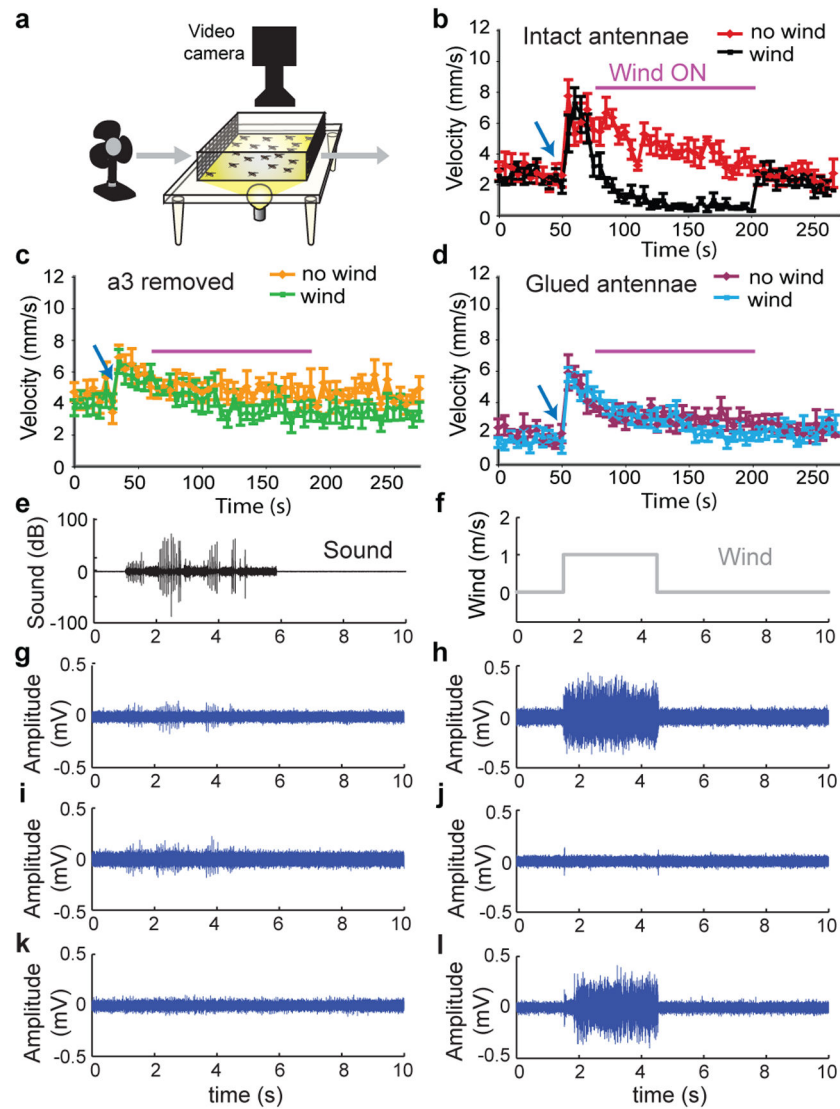 a
Video
camera
b
Intact antennae
no wind
wind
Wind ON
Velocity (mm/s)
12
10
8
6
4
2
0
0 50 100 150 200 250
Time (s)
c
a3 removed
no wind
wind
Velocity (mm/s)
12
10
8
6
4
2
0
0 50 100 150 200 250
Time (s)
d
Glued antennae
no wind
wind
Velocity (mm/s)
12
10
8
6
4
2
0
0 50 100 150 200 250
Time (s)
e
Sound
Sound (dB)
100
0
-100
0 2 4 6 8 10
f
Wind
Wind (m/s)
2
1
0
0 2 4 6 8 10
g
Amplitude
(mV)
0.5
0
-0.5
0 2 4 6 8 10
h
Amplitude
(mV)
0.5
0
-0.5
0 2 4 6 8 10
i
Amplitude
(mV)
0.5
0
-0.5
0 2 4 6 8 10
j
Amplitude
(mV)
0.5
0
-0.5
0 2 4 6 8 10
k
Amplitude
(mV)
0.5
0
-0.5
0 2 4 6 8 10
time (s)
l
Amplitude
(mV)
0.5
0
-0.5
0 2 4 6 8 10
time (s)